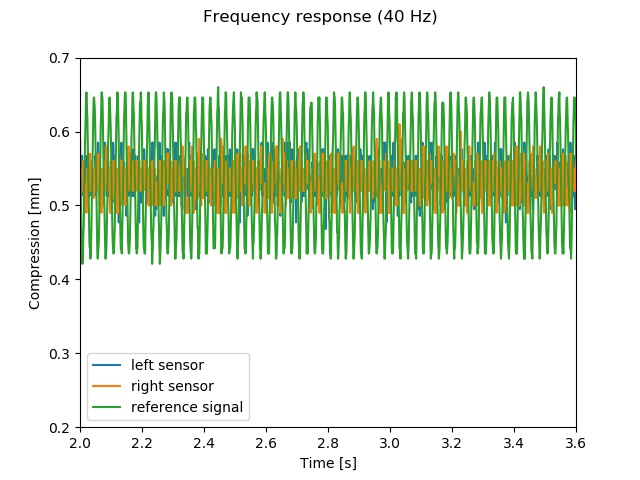 Frequency response (40 Hz)
0.7
0.6
0.5
0.4
0.3
0.2
Compression [mm]
left sensor
right sensor
reference signal
2.0 2.2 2.4 2.6 2.8 3.0 3.2 3.4 3.6
Time [s]